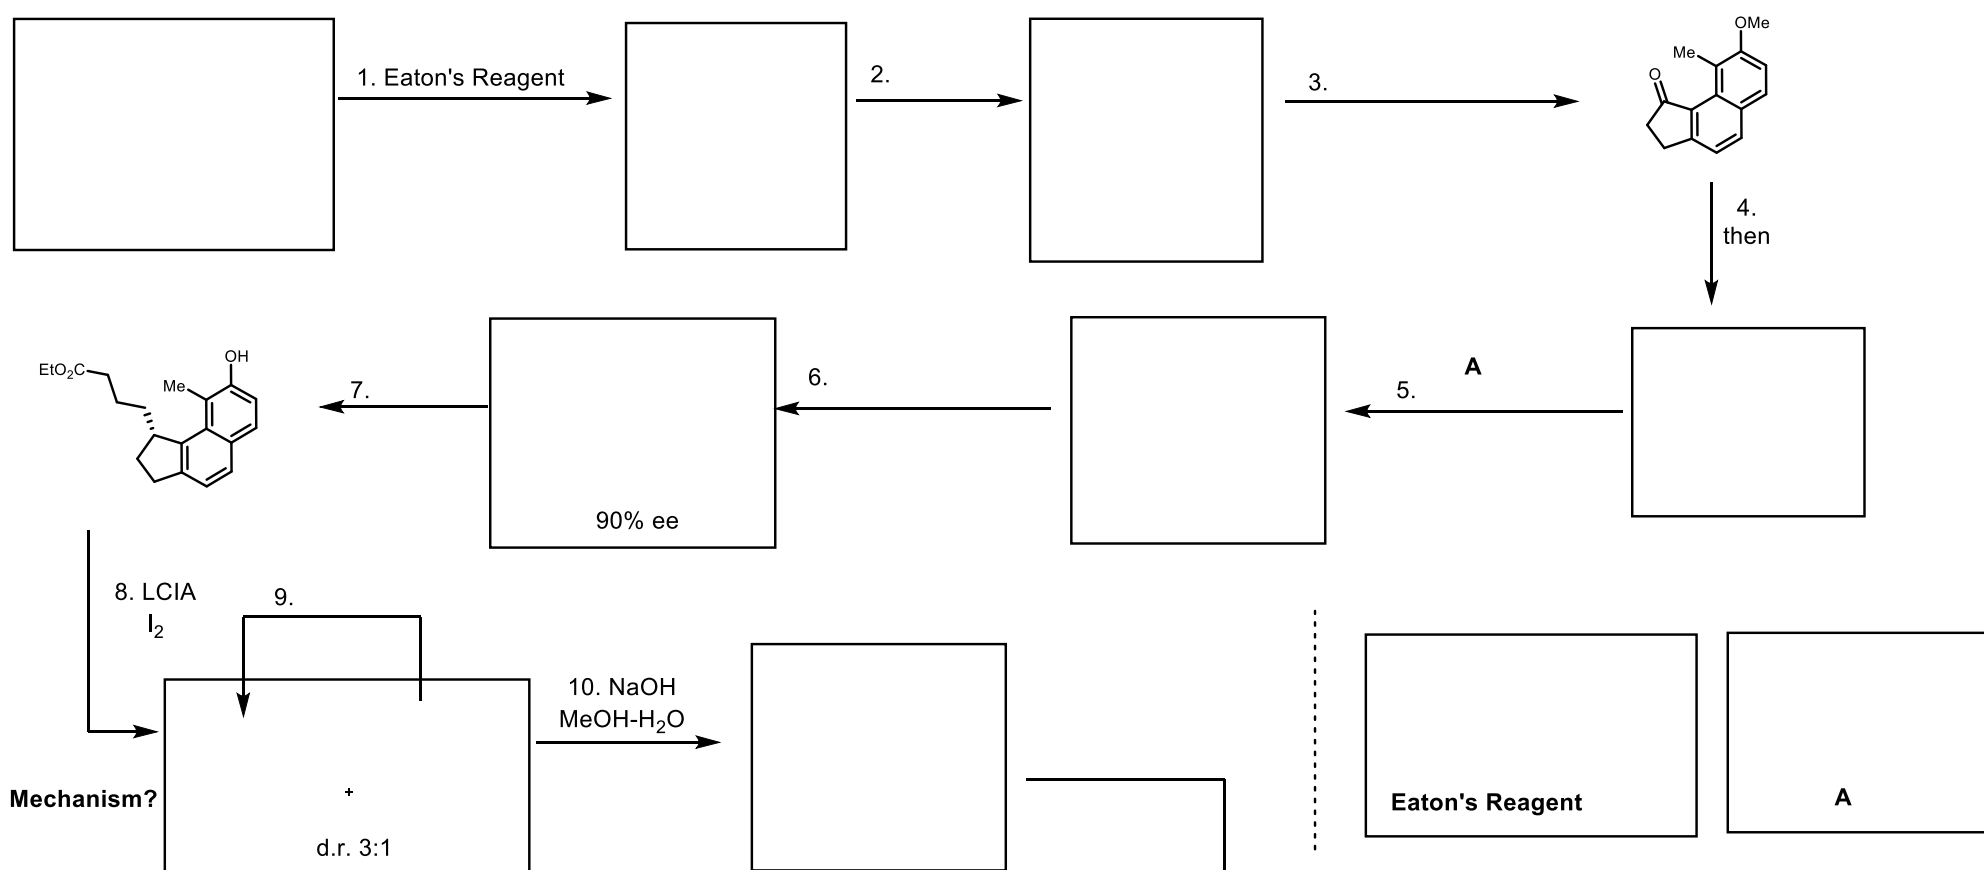 1. Eaton's Reagent
2.
3.
OMe
Me
O
4.
then
A
5.
6.
90% ee
7.
EtO₂C
OH
Me
8. LCIA
I₂
9.
Mechanism?
+
d.r. 3:1
10. NaOH
MeOH-H₂O
Eaton's Reagent
A